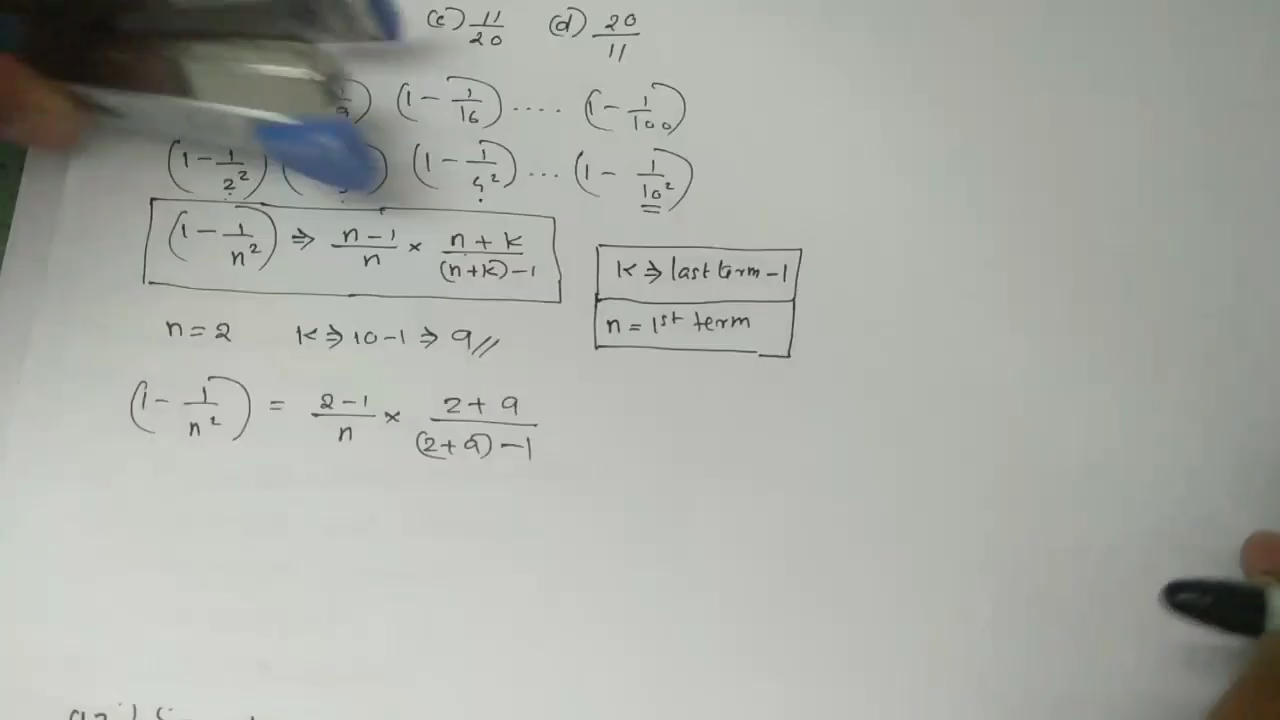 (c) 11/20 (d) 20/11
(1 - 1/16) .... (1 - 1/100)
(1 - 1/2²) (1 - 1/4²) ... (1 - 1/10²)
(1 - 1/n²) ⇒ n-1/n × n+k/(n+k)-1
k ⇒ last term -1
n = 1st term
n = 2 k ⇒ 10-1 ⇒ 9//
(1 - 1/n²) = 2-1/n × 2+9/(2+9)-1